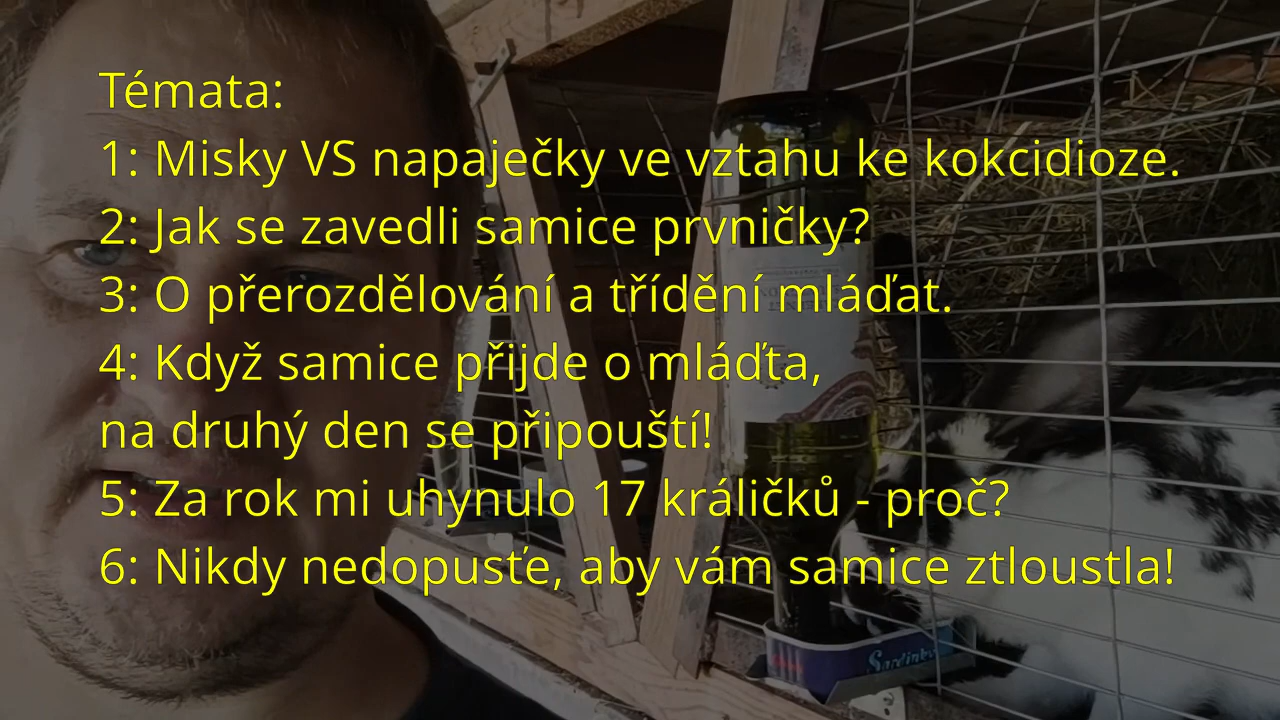 Témata:
1: Misky VS napaječky ve vztahu ke kokcidioze.
2: Jak se zavedli samice prvničky?
3: O přerozdělování a třídění mláďat.
4: Když samice přijde o mláďta,
na druhý den se připouští!
5: Za rok mi uhynulo 17 králičků - proč?
6: Nikdy nedopusťe, aby vám samice ztloustla!
Sardinky